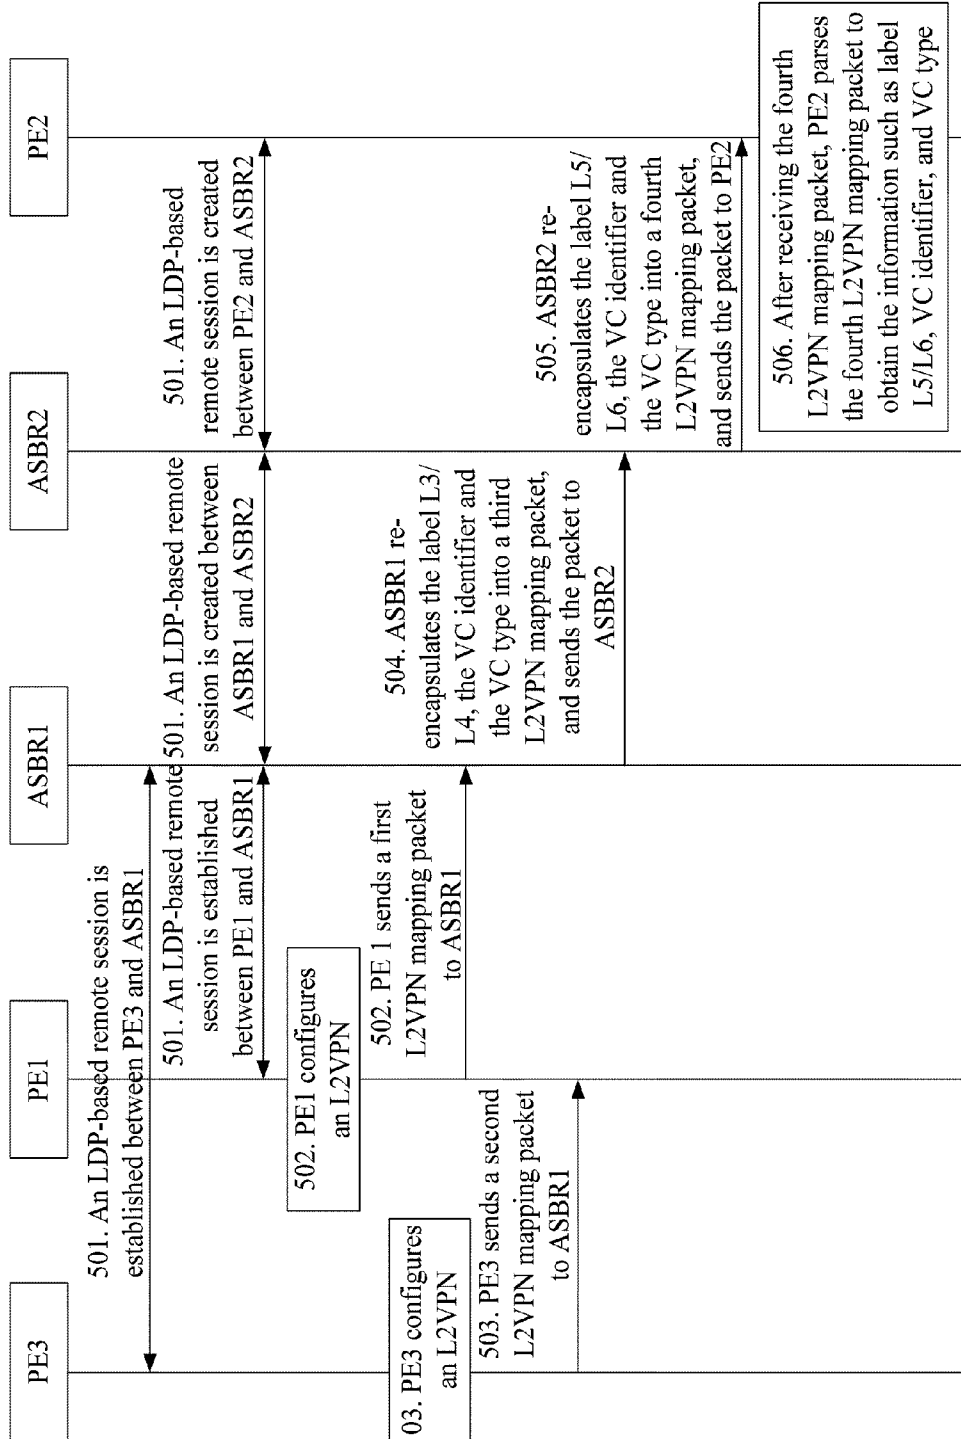 PE3
PE1
ASBR1
ASBR2
PE2
501. An LDP-based remote session is
established between PE3 and ASBR1
501. An LDP-based remote
session is established
between PE1 and ASBR1
501. An LDP-based remote
session is created between
ASBR1 and ASBR2
501. An LDP-based
remote session is created
between PE2 and ASBR2
502. PE1 configures
an L2VPN
502. PE 1 sends a first
L2VPN mapping packet
to ASBR1
03. PE3 configures
an L2VPN
503. PE3 sends a second
L2VPN mapping packet
to ASBR1
504. ASBR1 re-
encapsulates the label L3/
L4, the VC identifier and
the VC type into a third
L2VPN mapping packet,
and sends the packet to
ASBR2
505. ASBR2 re-
encapsulates the label L5/
L6, the VC identifier and
the VC type into a fourth
L2VPN mapping packet,
and sends the packet to PE2
506. After receiving the fourth
L2VPN mapping packet, PE2 parses
the fourth L2VPN mapping packet to
obtain the information such as label
L5/L6, VC identifier, and VC type